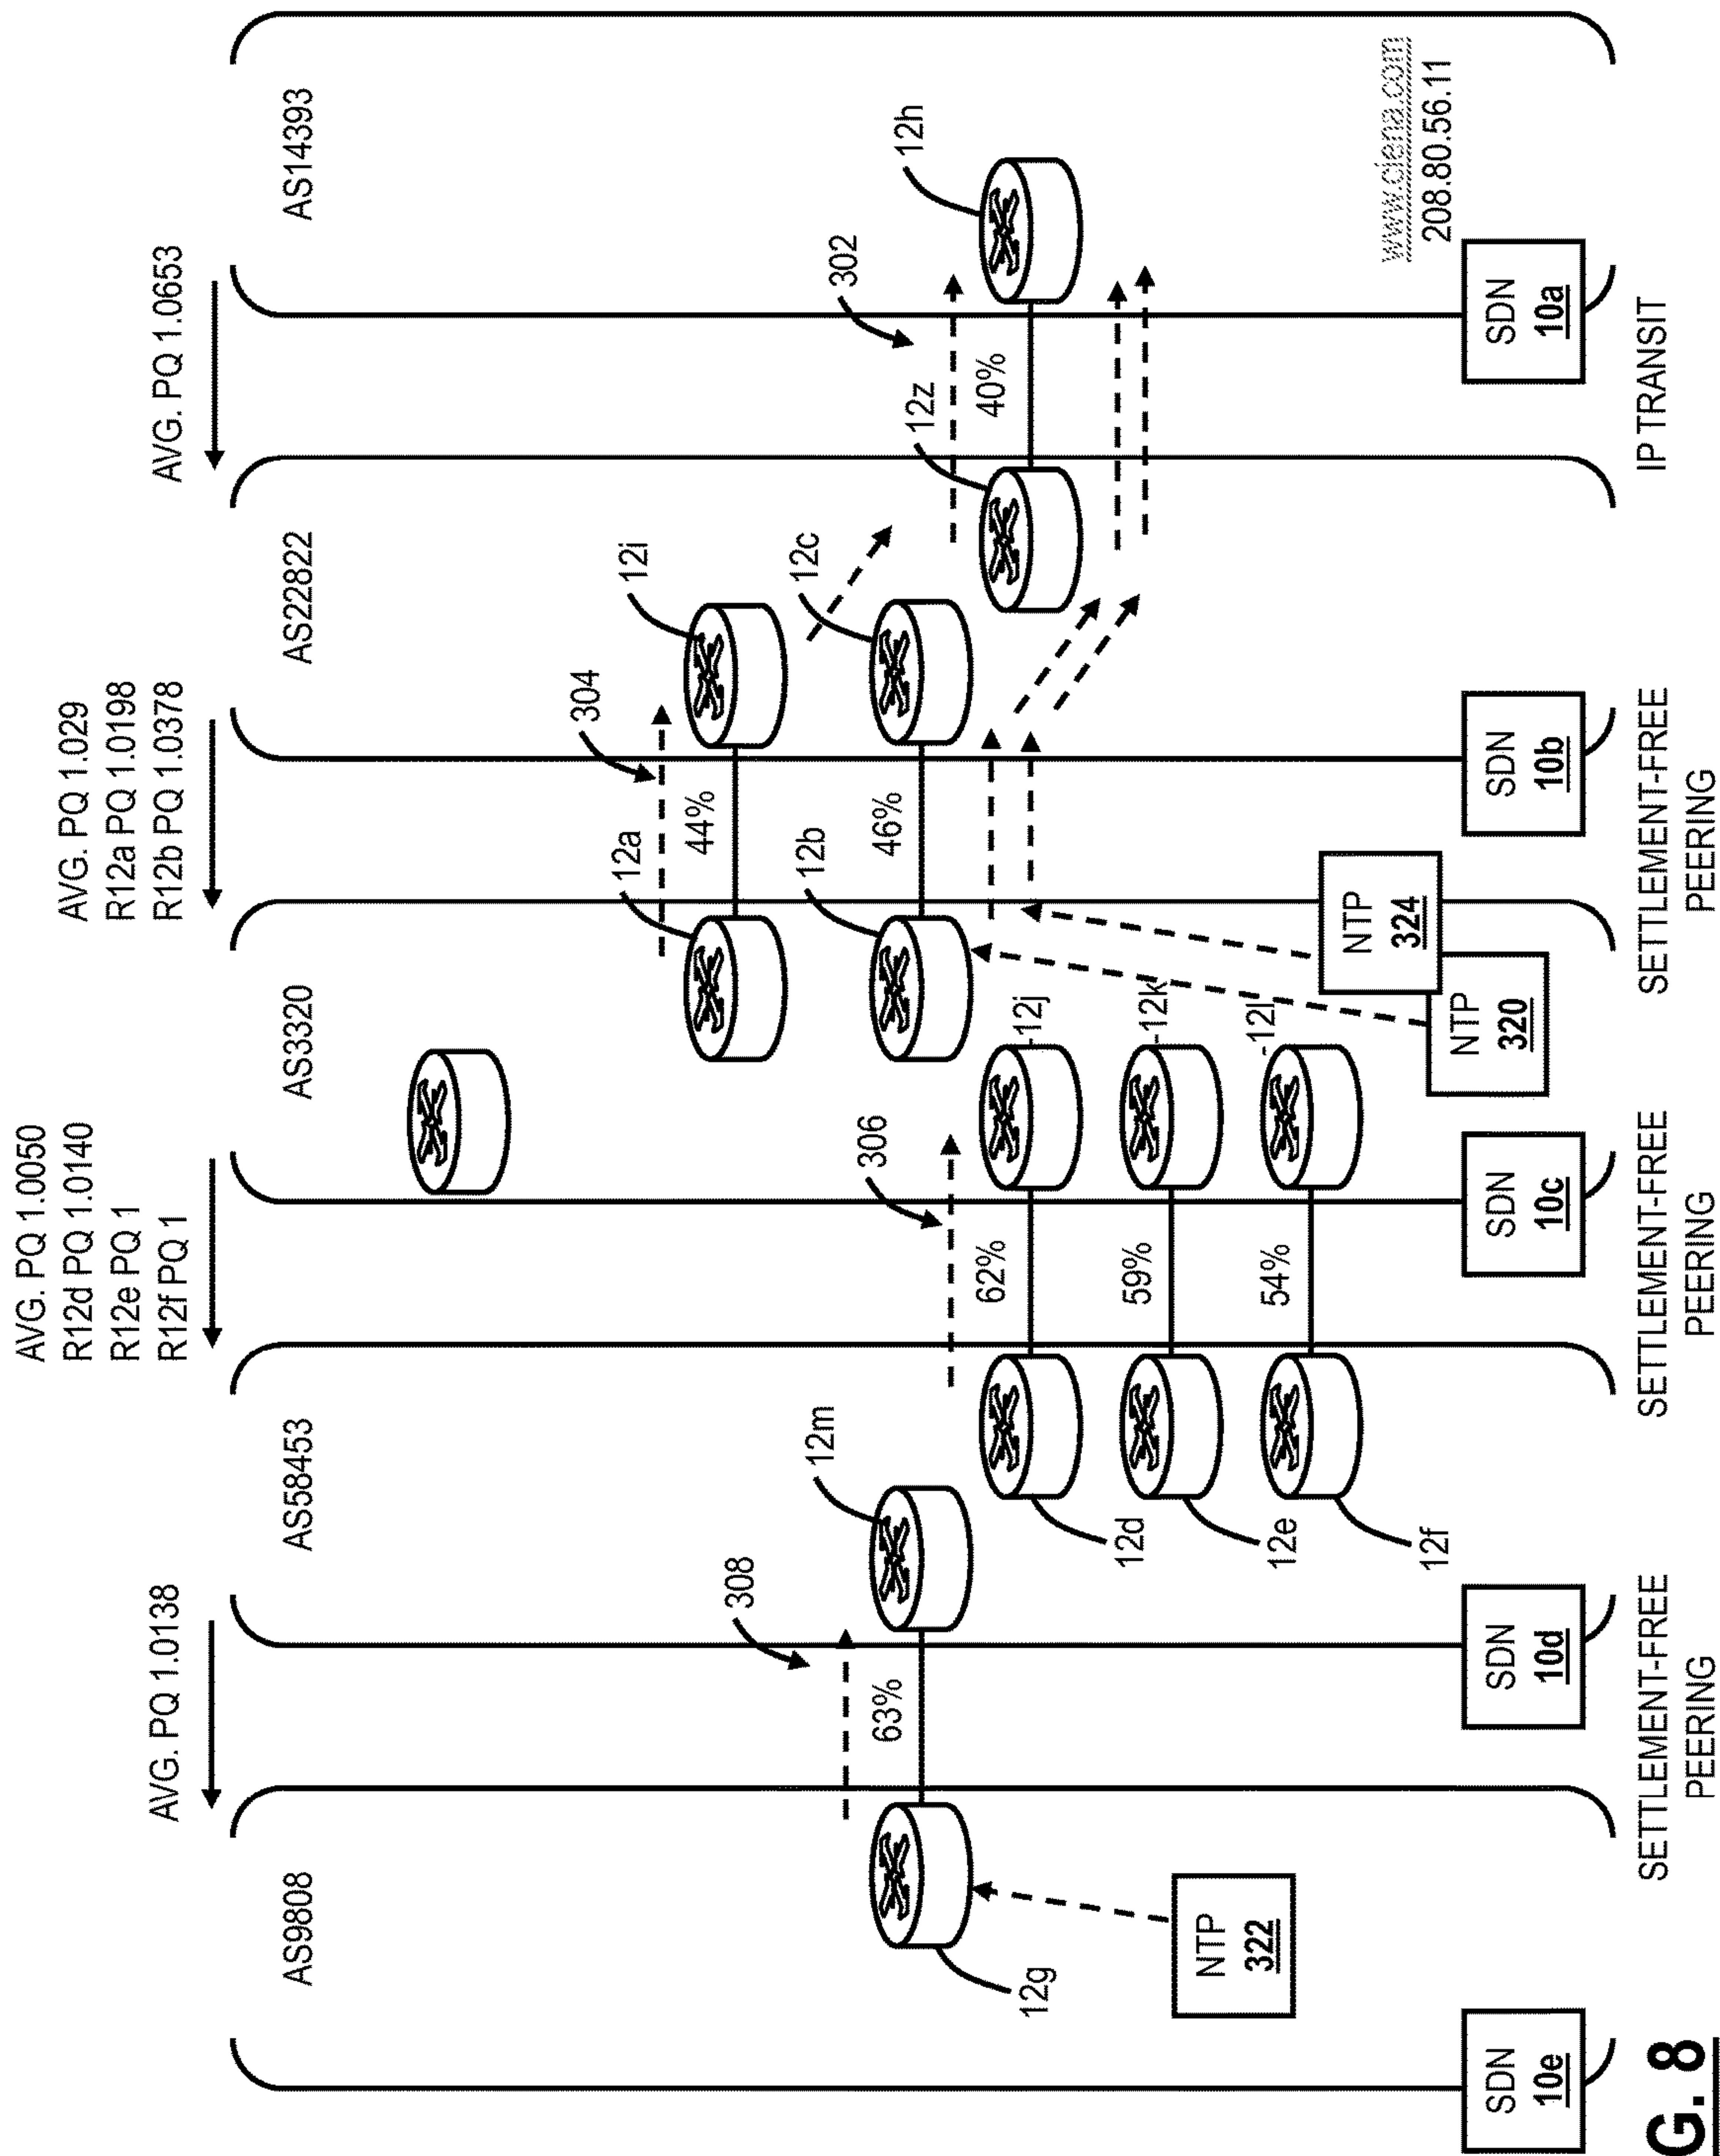 AVG. PQ 1.0138
AVG. PQ 1.0050
R12d PQ 1.0140
R12e PQ 1
R12f PQ 1
AVG. PQ 1.029
R12a PQ 1.0198
R12b PQ 1.0378
AVG. PQ 1.0653
AS9808
AS58453
AS3320
AS22822
AS14393
304
12i
12a
44%
308
12m
63%
12g
306
12b
46%
12c
302
12z
40%
12h
62%
12j
12d
59%
12k
12e
54%
12l
12f
NTP
322
NTP
324
NTP
320
www.ciena.com
208.80.56.11
SDN
10e
SDN
10d
SDN
10c
SDN
10b
SDN
10a
SETTLEMENT-FREE
PEERING
SETTLEMENT-FREE
PEERING
SETTLEMENT-FREE
PEERING
IP TRANSIT
G. 8